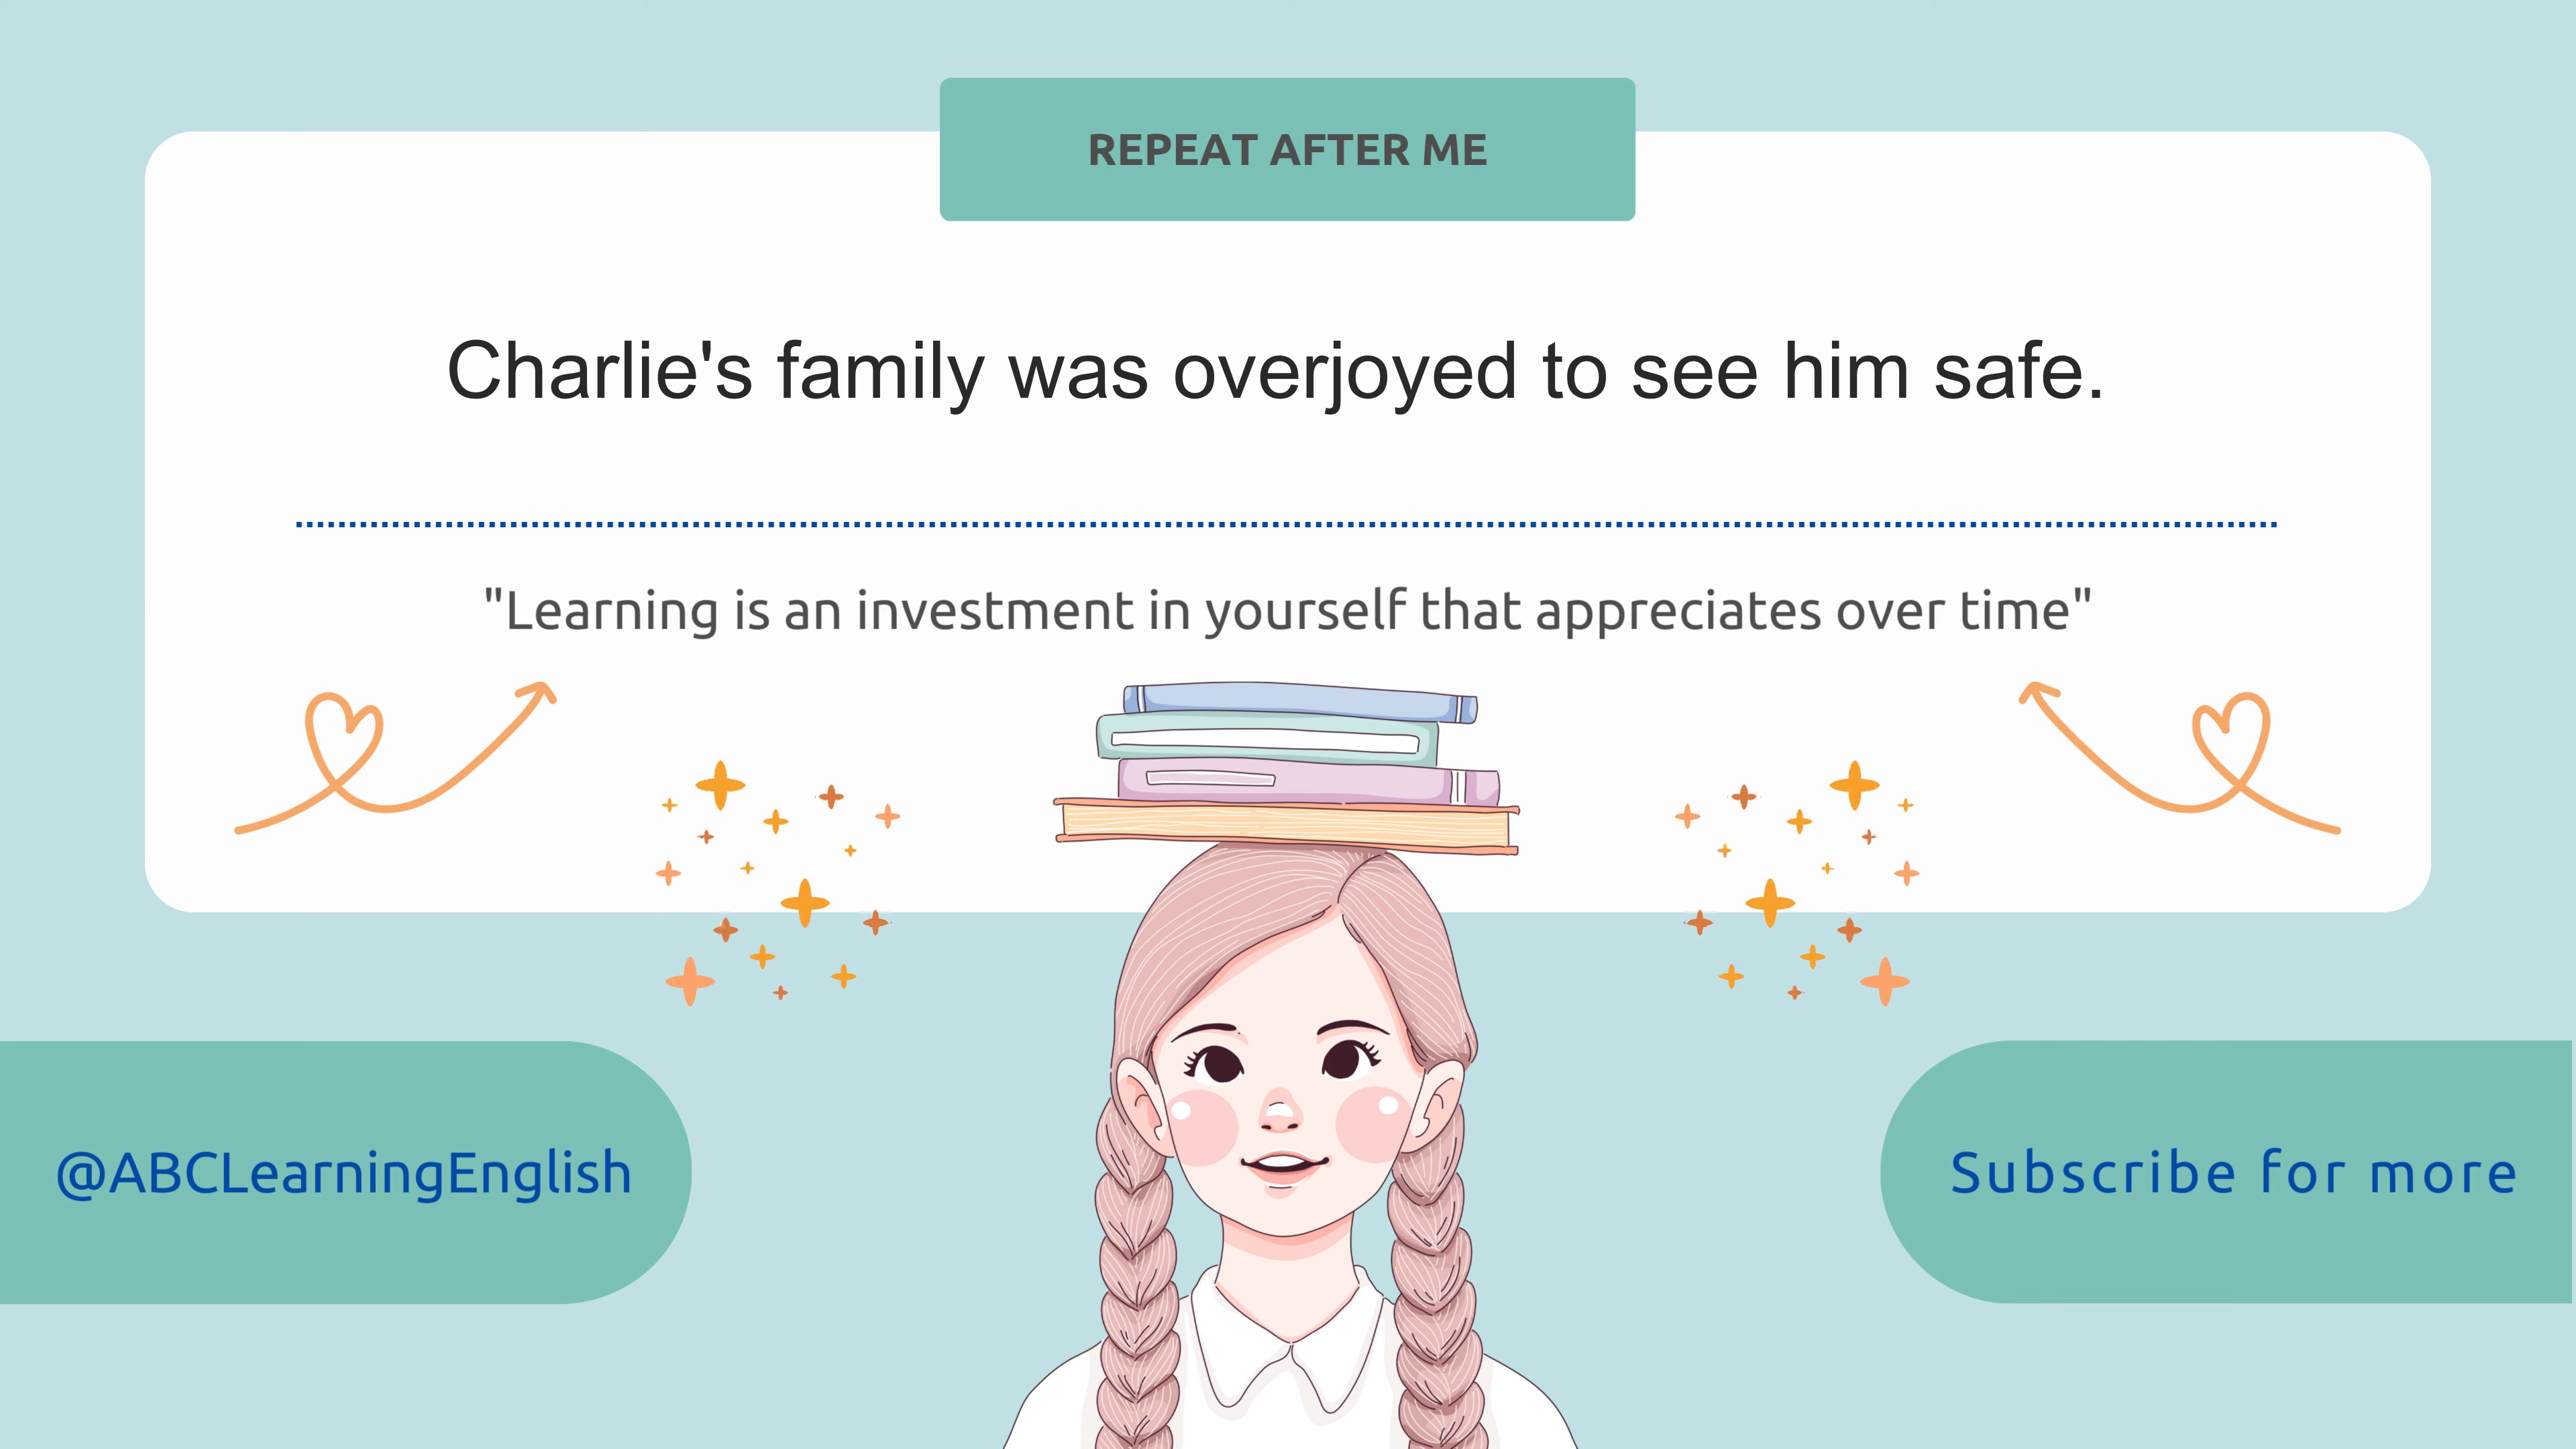 REPEAT AFTER ME
Charlie's family was overjoyed to see him safe.
"Learning is an investment in yourself that appreciates over time"
@ABCLearningEnglish
Subscribe for more